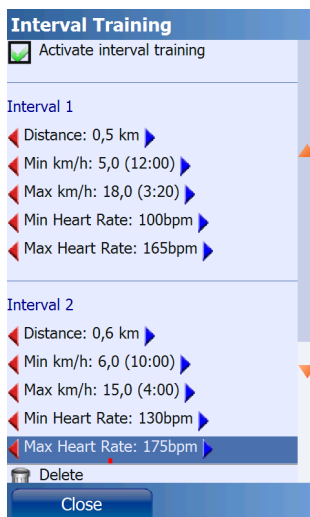 Interval Training
Activate interval training
Interval 1
Distance: 0,5 km
Min km/h: 5,0 (12:00)
Max km/h: 18,0 (3:20)
Min Heart Rate: 100bpm
Max Heart Rate: 165bpm
Interval 2
Distance: 0,6 km
Min km/h: 6,0 (10:00)
Max km/h: 15,0 (4:00)
Min Heart Rate: 130bpm
Max Heart Rate: 175bpm
Delete
Close